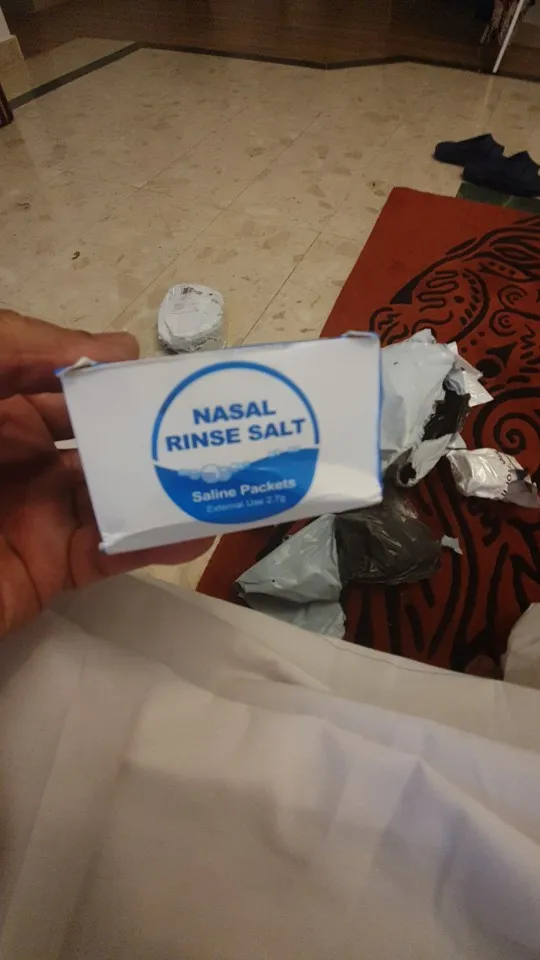 NASAL
RINSE SALT
Saline Packets
External Use 2.7g